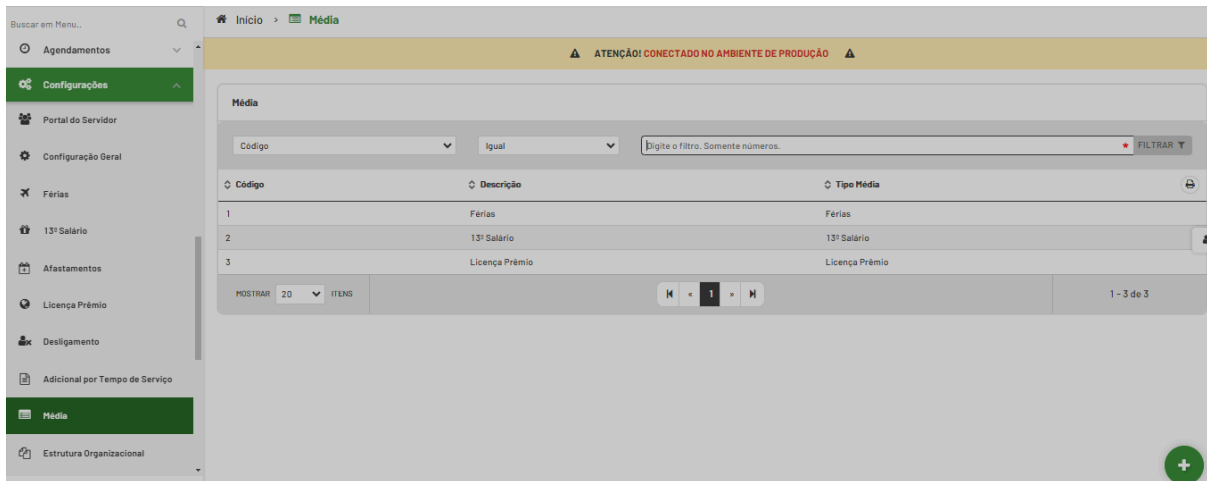 Buscar em Menu..
Agendamentos
Configurações
Portal do Servidor
Configuração Geral
Férias
13º Salário
Afastamentos
Licença Prêmio
Desligamento
Adicional por Tempo de Serviço
Média
Estrutura Organizacional
Início > Média
ATENÇÃO! CONECTADO NO AMBIENTE DE PRODUÇÃO
Média
Código Igual Digite o filtro. Somente números. * FILTRAR
Código Descrição Tipo Média
1 Férias Férias
2 13º Salário 13º Salário
3 Licença Prêmio Licença Prêmio
MOSTRAR 20 ITENS « 1 » 1 - 3 de 3